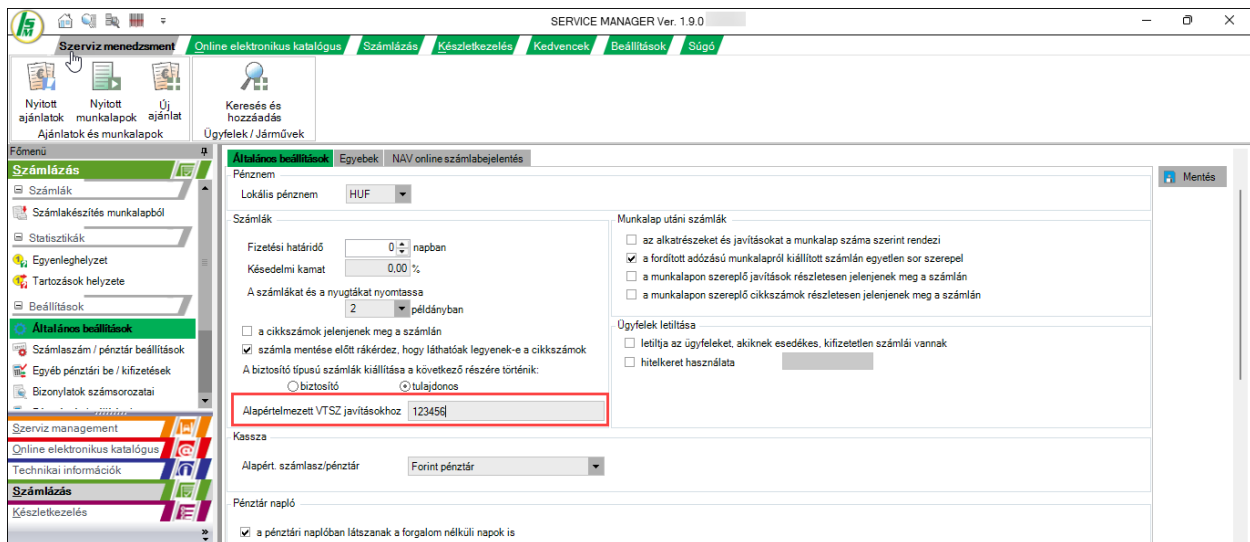 SERVICE MANAGER Ver. 1.9.0
Szerviz menedzsment Online elektronikus katalógus Számlázás Készletkezelés Kedvencek Beállítások Súgó
Nyitott ajánlatok
Nyitott munkalapok
Új ajánlat
Ajánlatok és munkalapok
Keresés és hozzáadás
Ügyfelek / Járművek
Főmenü
Számlázás
Számlák
Számlakészítés munkalapból
Statisztikák
Egyenleghelyzet
Tartozások helyzete
Beállítások
Általános beállítások
Számlaszám / pénztár beállítások
Egyéb pénztári be / kifizetések
Bizonylatok számsorozatai
Szerviz management
Online elektronikus katalógus
Technikai információk
Számlázás
Készletkezelés
Általános beállítások Egyebek NAV online számlabejelentés
Pénznem
Lokális pénznem HUF
Számlák
Fizetési határidő 0 napban
Késedelmi kamat 0,00 %
A számlákat és a nyugtákat nyomtassa
2 példányban
a cikkszámok jelenjenek meg a számlán
számla mentése előtt rákérdez, hogy láthatóak legyenek-e a cikkszámok
A biztosító típusú számlák kiállítása a következő részére történik:
biztosító tulajdonos
Alapértelmezett VTSZ javításokhoz 123456
Kassza
Alapért. számlasz/pénztár Forint pénztár
Pénztár napló
a pénztári naplóban látszanak a forgalom nélküli napok is
Munkalap utáni számlák
az alkatrészeket és javításokat a munkalap száma szerint rendezi
a fordított adózású munkalapról kiállított számlán egyetlen sor szerepel
a munkalapon szereplő javítások részletesen jelenjenek meg a számlán
a munkalapon szereplő cikkszámok részletesen jelenjenek meg a számlán
Ügyfelek letiltása
letiltja az ügyfeleket, akiknek esedékes, kifizetetlen számlái vannak
hitelkeret használata
Mentés